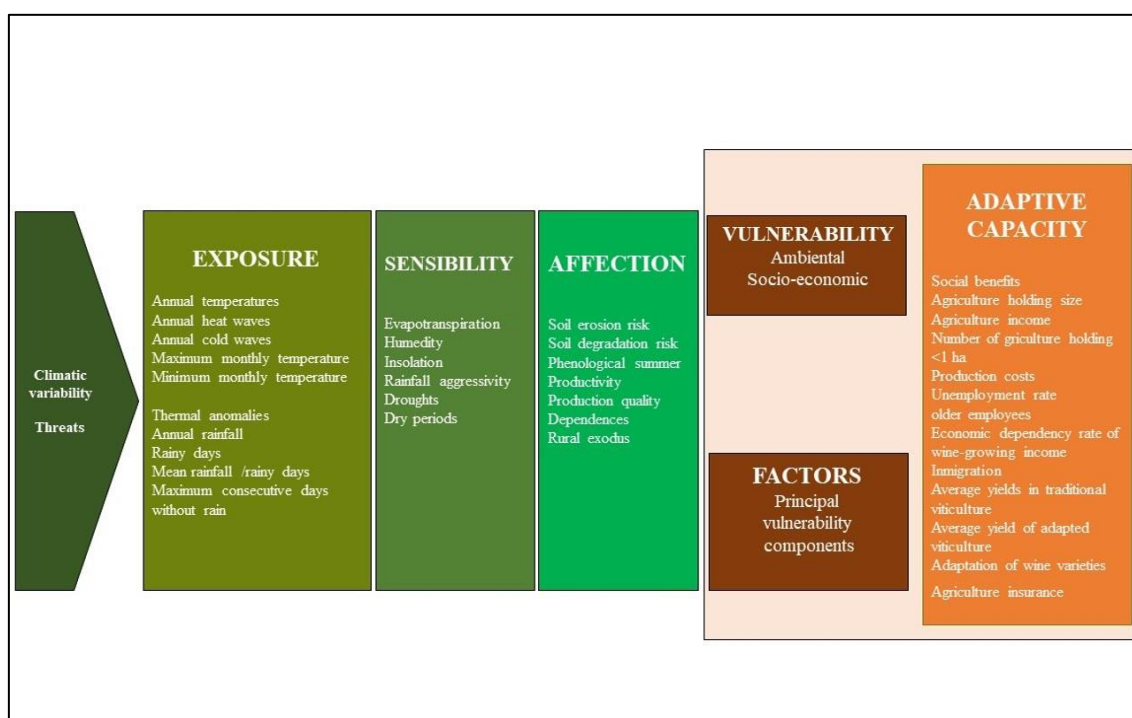 Climatic
variability
Threats
EXPOSURE
Annual temperatures
Annual heat waves
Annual cold waves
Maximum monthly temperature
Minimum monthly temperature
Thermal anomalies
Annual rainfall
Rainy days
Mean rainfall /rainy days
Maximum consecutive days
without rain
SENSIBILITY
Evapotranspiration
Humedity
Insolation
Rainfall aggressivity
Droughts
Dry periods
AFFECTION
Soil erosion risk
Soil degradation risk
Phenological summer
Productivity
Production quality
Dependences
Rural exodus
VULNERABILITY
Ambiental
Socio-economic
FACTORS
Principal
vulnerability
components
ADAPTIVE
CAPACITY
Social benefits
Agriculture holding size
Agriculture income
Number of griculture holding
<1 ha
Production costs
Unemployment rate
older employees
Economic dependency rate of
wine-growing income
Inmigration
Average yields in traditional
viticulture
Average yield of adapted
viticulture
Adaptation of wine varieties
Agriculture insurance